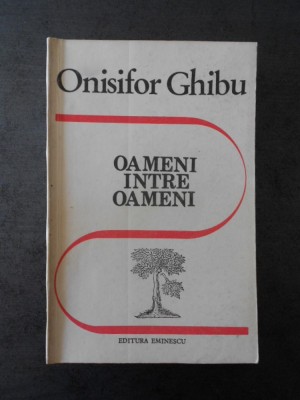 Onisifor Ghibu
OAMENI
INTRE
OAMENI
EDITURA EMINESCU